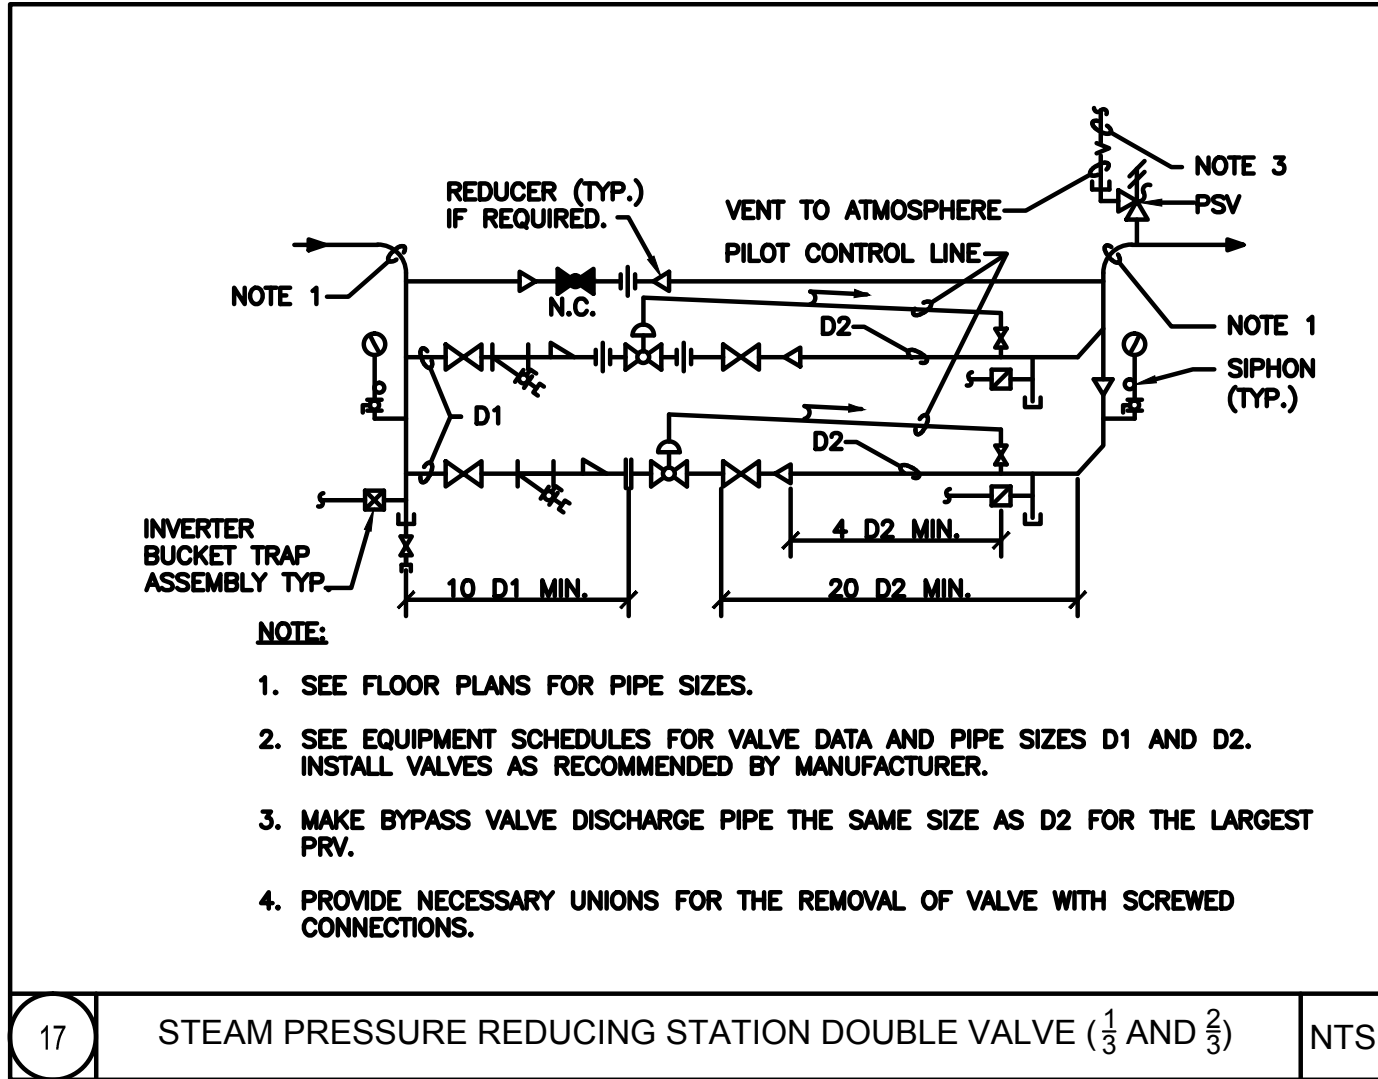 NOTE 3
REDUCER (TYP.)
IF REQUIRED.
VENT TO ATMOSPHERE
PSV
PILOT CONTROL LINE
NOTE 1
N.C.
D2
NOTE 1
SIPHON
(TYP.)
D1
D2
INVERTER
BUCKET TRAP
ASSEMBLY TYP.
4 D2 MIN.
10 D1 MIN.
20 D2 MIN.
NOTE:
1. SEE FLOOR PLANS FOR PIPE SIZES.
2. SEE EQUIPMENT SCHEDULES FOR VALVE DATA AND PIPE SIZES D1 AND D2.
INSTALL VALVES AS RECOMMENDED BY MANUFACTURER.
3. MAKE BYPASS VALVE DISCHARGE PIPE THE SAME SIZE AS D2 FOR THE LARGEST
PRV.
4. PROVIDE NECESSARY UNIONS FOR THE REMOVAL OF VALVE WITH SCREWED
CONNECTIONS.
17
STEAM PRESSURE REDUCING STATION DOUBLE VALVE (1/3 AND 2/3)
NTS